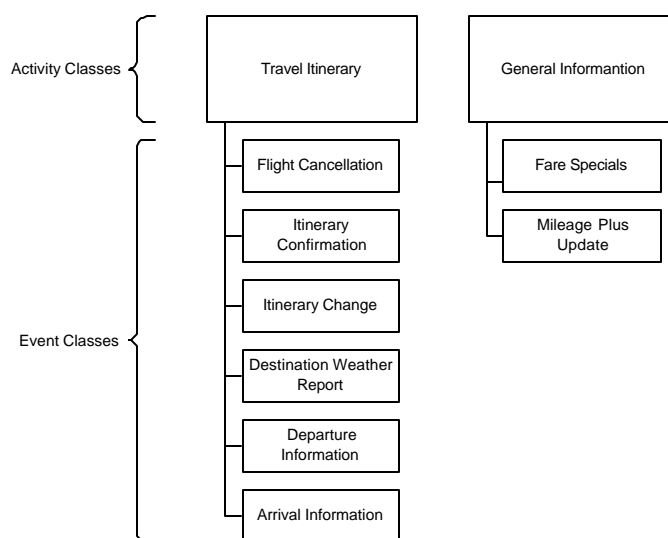 Activity Classes
Travel Itinerary
General Informantion
Flight Cancellation
Fare Specials
Itinerary
Confirmation
Mileage Plus
Update
Itinerary Change
Event Classes
Destination Weather
Report
Departure
Information
Arrival Information